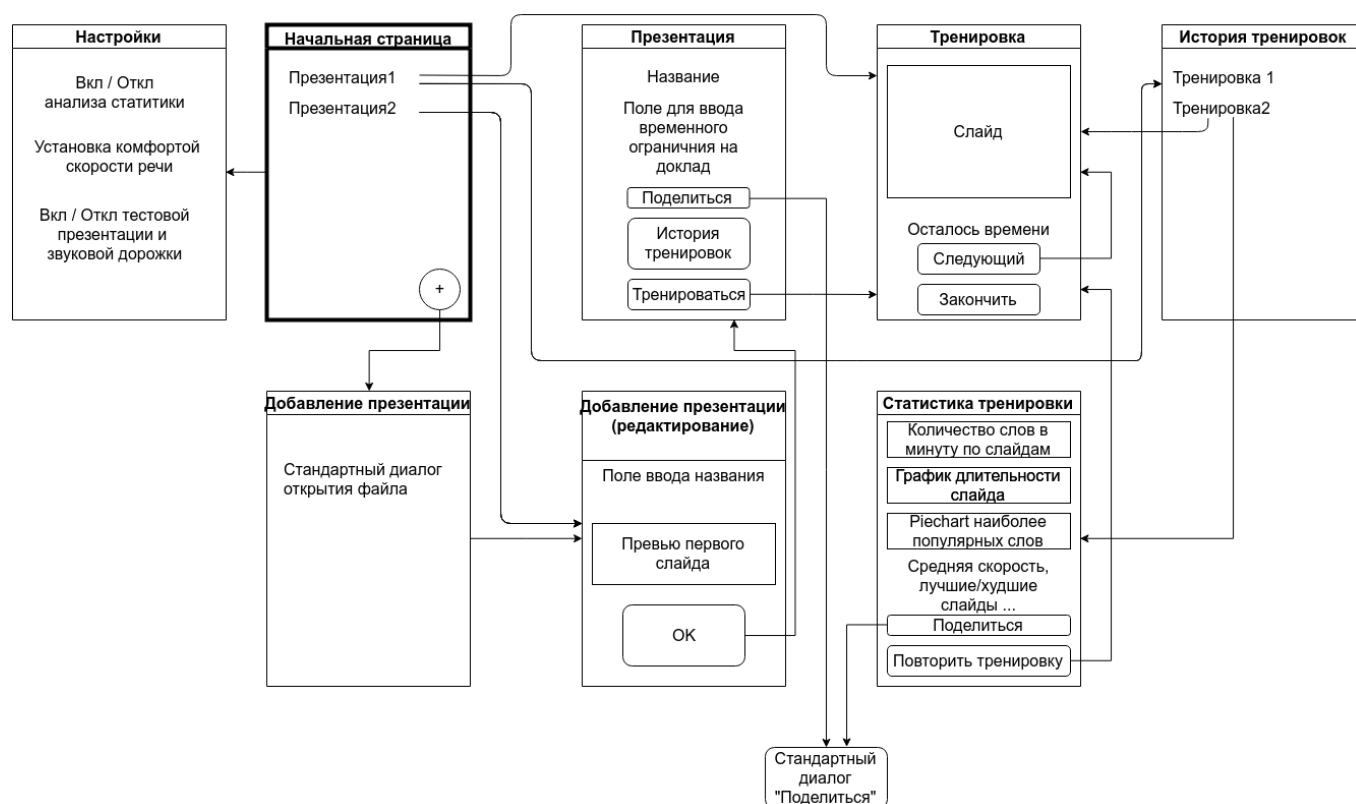 Настройки
Вкл / Откл
анализа статитики
Установка комфортой
скорости речи
Вкл / Откл тестовой
презентации и
звуковой дорожки
Начальная страница
Презентация1
Презентация2
+
Презентация
Название
Поле для ввода
временного
ограничния на
доклад
Поделиться
История
тренировок
Тренироваться
Тренировка
Слайд
Осталось времени
Следующий
Закончить
История тренировок
Тренировка 1
Тренировка2
Добавление презентации
Стандартный диалог
открытия файла
Добавление презентации
(редактирование)
Поле ввода названия
Превью первого
слайда
OK
Статистика тренировки
Количество слов в
минуту по слайдам
График длительности
слайда
Piechart наиболее
популярных слов
Средняя скорость,
лучшие/худшие
слайды ...
Поделиться
Повторить тренировку
Стандартный
диалог
"Поделиться"